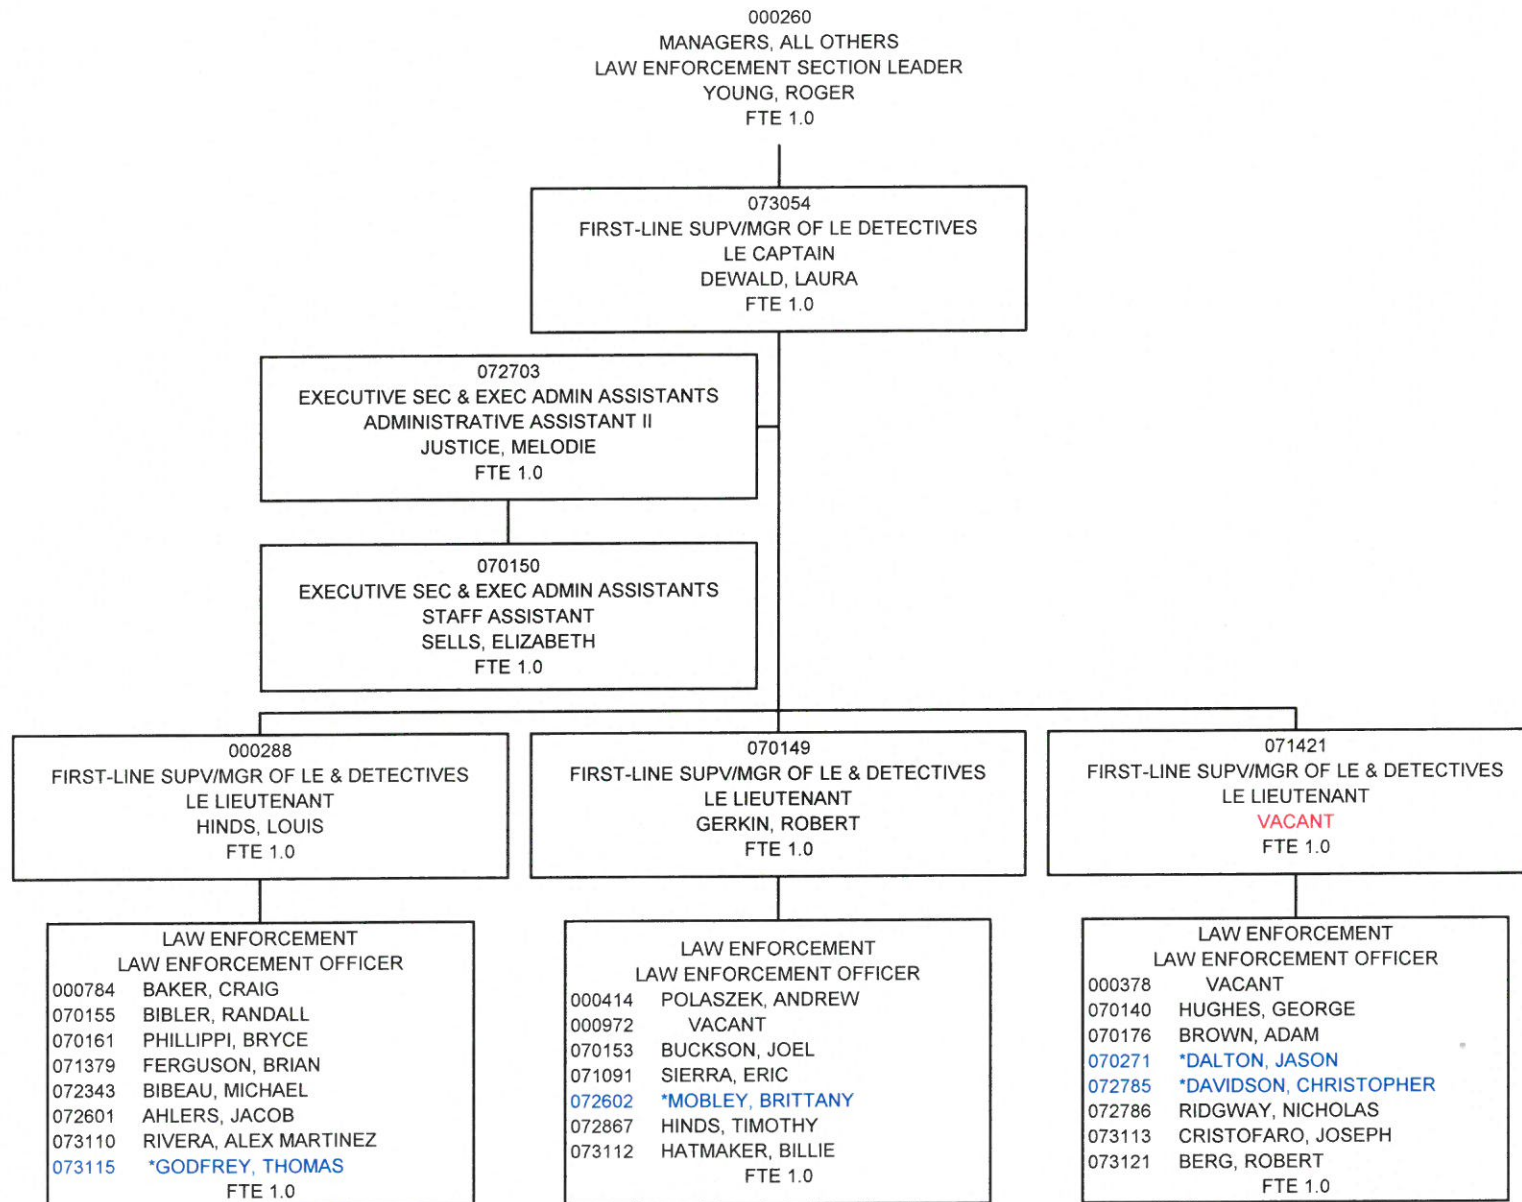 000260
MANAGERS, ALL OTHERS
LAW ENFORCEMENT SECTION LEADER
YOUNG, ROGER
FTE 1.0
073054
FIRST-LINE SUPV/MGR OF LE DETECTIVES
LE CAPTAIN
DEWALD, LAURA
FTE 1.0
072703
EXECUTIVE SEC & EXEC ADMIN ASSISTANTS
ADMINISTRATIVE ASSISTANT II
JUSTICE, MELODIE
FTE 1.0
070150
EXECUTIVE SEC & EXEC ADMIN ASSISTANTS
STAFF ASSISTANT
SELLS, ELIZABETH
FTE 1.0
000288
FIRST-LINE SUPV/MGR OF LE & DETECTIVES
LE LIEUTENANT
HINDS, LOUIS
FTE 1.0
070149
FIRST-LINE SUPV/MGR OF LE & DETECTIVES
LE LIEUTENANT
GERKIN, ROBERT
FTE 1.0
071421
FIRST-LINE SUPV/MGR OF LE & DETECTIVES
LE LIEUTENANT
VACANT
FTE 1.0
LAW ENFORCEMENT
LAW ENFORCEMENT OFFICER
000784 BAKER, CRAIG
070155 BIBLER, RANDALL
070161 PHILLIPPI, BRYCE
071379 FERGUSON, BRIAN
072343 BIBEAU, MICHAEL
072601 AHLERS, JACOB
073110 RIVERA, ALEX MARTINEZ
073115 *GODFREY, THOMAS
FTE 1.0
LAW ENFORCEMENT
LAW ENFORCEMENT OFFICER
000414 POLASZEK, ANDREW
000972 VACANT
070153 BUCKSON, JOEL
071091 SIERRA, ERIC
072602 *MOBLEY, BRITTANY
072867 HINDS, TIMOTHY
073112 HATMAKER, BILLIE
FTE 1.0
LAW ENFORCEMENT
LAW ENFORCEMENT OFFICER
000378 VACANT
070140 HUGHES, GEORGE
070176 BROWN, ADAM
070271 *DALTON, JASON
072785 *DAVIDSON, CHRISTOPHER
072786 RIDGWAY, NICHOLAS
073113 CRISTOFARO, JOSEPH
073121 BERG, ROBERT
FTE 1.0